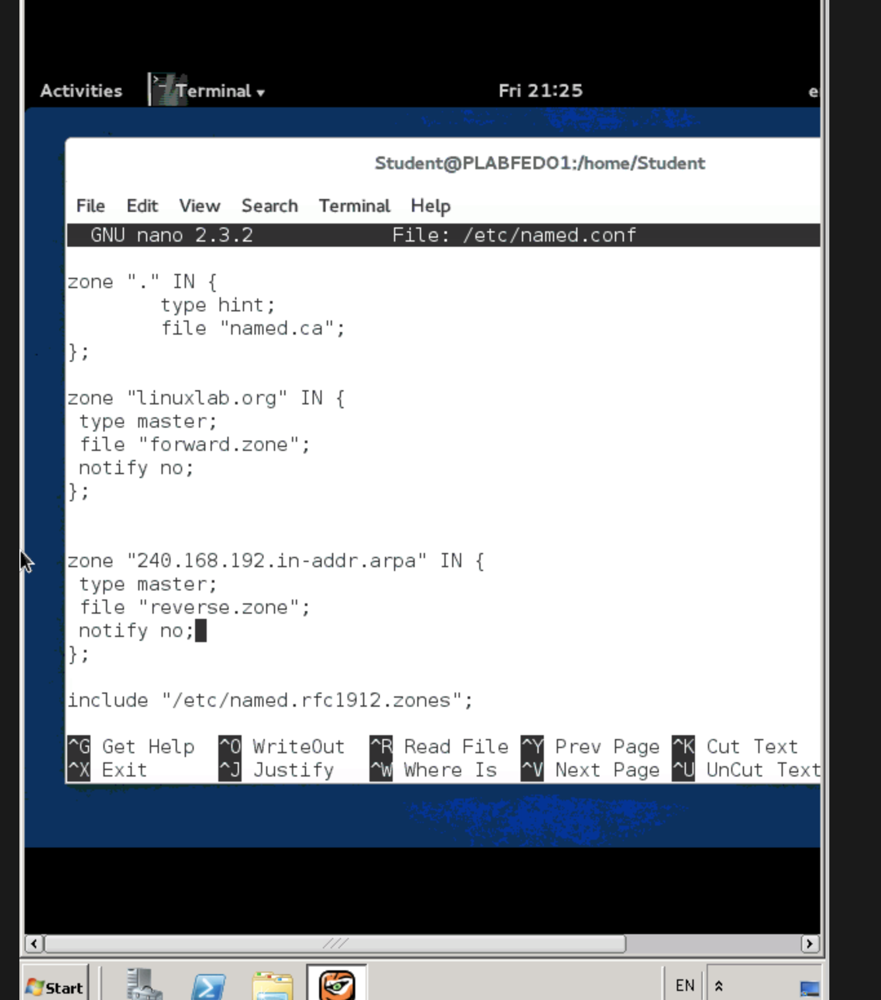 Activities Terminal Fri 21:25
Student@PLABFED01:/home/Student
File Edit View Search Terminal Help
GNU nano 2.3.2 File: /etc/named.conf
zone "." IN {
type hint;
file "named.ca";
};
zone "linuxlab.org" IN {
type master;
file "forward.zone";
notify no;
};
zone "240.168.192.in-addr.arpa" IN {
type master;
file "reverse.zone";
notify no;
};
include "/etc/named.rfc1912.zones";
^G Get Help ^O WriteOut ^R Read File ^Y Prev Page ^K Cut Text
^X Exit ^J Justify ^W Where Is ^V Next Page ^U UnCut Text
Start EN